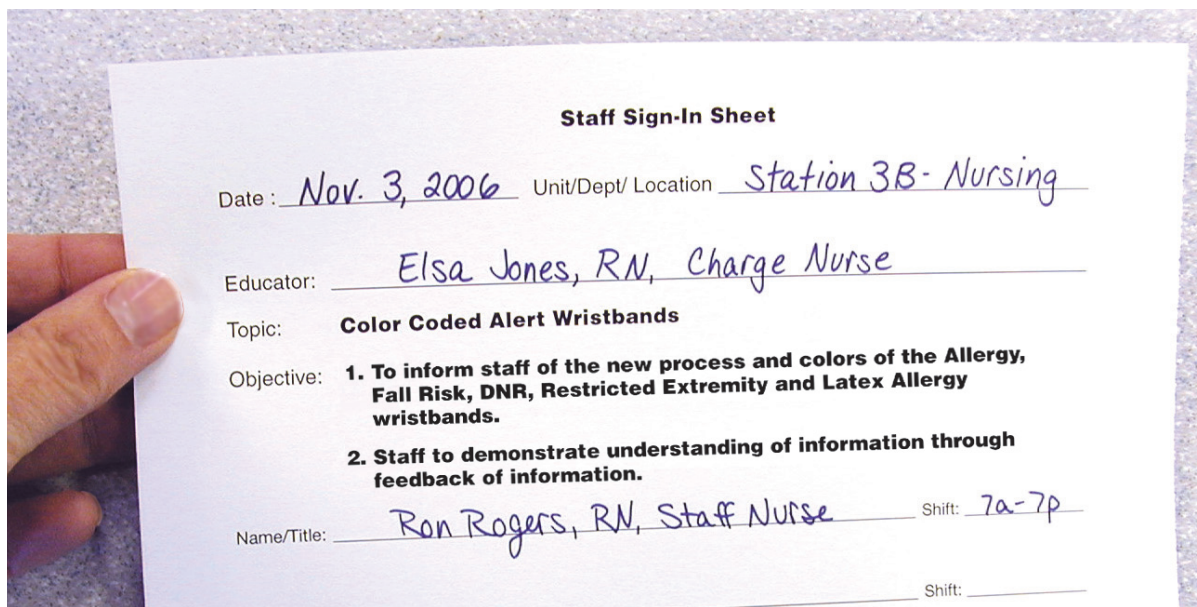 Staff Sign-In Sheet
Date : Nov. 3, 2006 Unit/Dept/ Location Station 3B - Nursing
Educator: Elsa Jones, RN, Charge Nurse
Topic: Color Coded Alert Wristbands
Objective: 1. To inform staff of the new process and colors of the Allergy,
Fall Risk, DNR, Restricted Extremity and Latex Allergy
wristbands.
2. Staff to demonstrate understanding of information through
feedback of information.
Name/Title: Ron Rogers, RN, Staff Nurse Shift: 7a-7p
Shift: